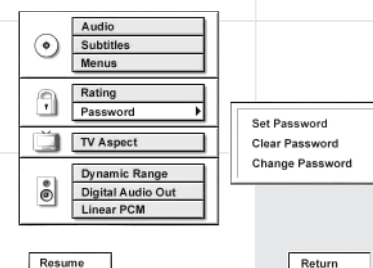 Audio
Subtitles
Menus
Rating
Password
TV Aspect
Dynamic Range
Digital Audio Out
Linear PCM
Set Password
Clear Password
Change Password
Resume
Return